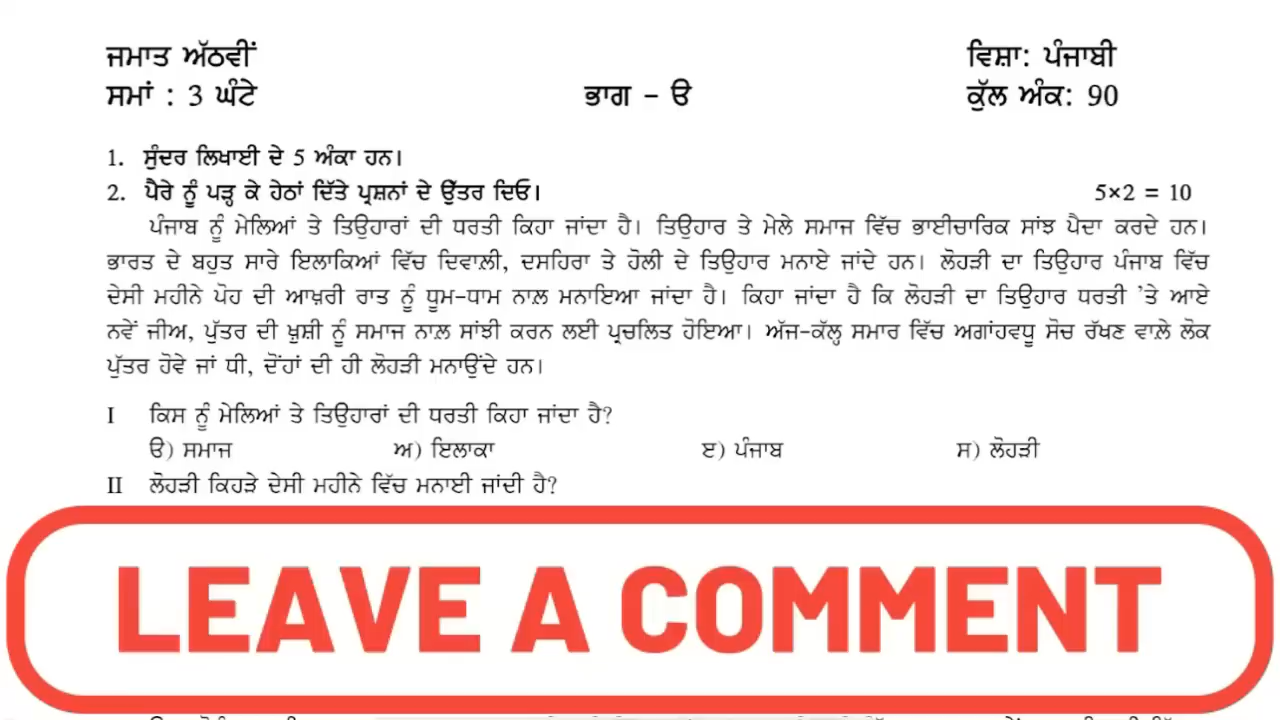 ਜਮਾਤ ਅੱਠਵੀਂ
ਵਿਸ਼ਾ: ਪੰਜਾਬੀ
ਸਮਾਂ : 3 ਘੰਟੇ
ਭਾਗ – ੳ
ਕੁੱਲ ਅੰਕ: 90
1. ਸੁੰਦਰ ਲਿਖਾਈ ਦੇ 5 ਅੰਕਾ ਹਨ।
2. ਪੈਰੇ ਨੂੰ ਪੜ੍ਹ ਕੇ ਹੇਠਾਂ ਦਿੱਤੇ ਪ੍ਰਸ਼ਨਾਂ ਦੇ ਉੱਤਰ ਦਿਓ। 5×2 = 10
ਪੰਜਾਬ ਨੂੰ ਮੇਲਿਆਂ ਤੇ ਤਿਉਹਾਰਾਂ ਦੀ ਧਰਤੀ ਕਿਹਾ ਜਾਂਦਾ ਹੈ। ਤਿਉਹਾਰ ਤੇ ਮੇਲੇ ਸਮਾਜ ਵਿੱਚ ਭਾਈਚਾਰਿਕ ਸਾਂਝ ਪੈਦਾ ਕਰਦੇ ਹਨ।
ਭਾਰਤ ਦੇ ਬਹੁਤ ਸਾਰੇ ਇਲਾਕਿਆਂ ਵਿੱਚ ਦਿਵਾਲ਼ੀ, ਦਸਹਿਰਾ ਤੇ ਹੋਲੀ ਦੇ ਤਿਉਹਾਰ ਮਨਾਏ ਜਾਂਦੇ ਹਨ। ਲੋਹੜੀ ਦਾ ਤਿਉਹਾਰ ਪੰਜਾਬ ਵਿੱਚ
ਦੇਸੀ ਮਹੀਨੇ ਪੋਹ ਦੀ ਆਖ਼ਰੀ ਰਾਤ ਨੂੰ ਧੂਮ-ਧਾਮ ਨਾਲ਼ ਮਨਾਇਆ ਜਾਂਦਾ ਹੈ। ਕਿਹਾ ਜਾਂਦਾ ਹੈ ਕਿ ਲੋਹੜੀ ਦਾ ਤਿਉਹਾਰ ਧਰਤੀ ’ਤੇ ਆਏ
ਨਵੇਂ ਜੀਅ, ਪੁੱਤਰ ਦੀ ਖ਼ੁਸ਼ੀ ਨੂੰ ਸਮਾਜ ਨਾਲ਼ ਸਾਂਝੀ ਕਰਨ ਲਈ ਪ੍ਰਚਲਿਤ ਹੋਇਆ। ਅੱਜ-ਕੱਲ੍ਹ ਸਮਾਰ ਵਿੱਚ ਅਗਾਂਹਵਧੂ ਸੋਚ ਰੱਖਣ ਵਾਲ਼ੇ ਲੋਕ
ਪੁੱਤਰ ਹੋਵੇ ਜਾਂ ਧੀ, ਦੋਂਹਾਂ ਦੀ ਹੀ ਲੋਹੜੀ ਮਨਾਉਂਦੇ ਹਨ।
I ਕਿਸ ਨੂੰ ਮੇਲਿਆਂ ਤੇ ਤਿਉਹਾਰਾਂ ਦੀ ਧਰਤੀ ਕਿਹਾ ਜਾਂਦਾ ਹੈ?
ੳ) ਸਮਾਜ ਅ) ਇਲਾਕਾ ੲ) ਪੰਜਾਬ ਸ) ਲੋਹੜੀ
II ਲੋਹੜੀ ਕਿਹੜੇ ਦੇਸੀ ਮਹੀਨੇ ਵਿੱਚ ਮਨਾਈ ਜਾਂਦੀ ਹੈ?
LEAVE A COMMENT